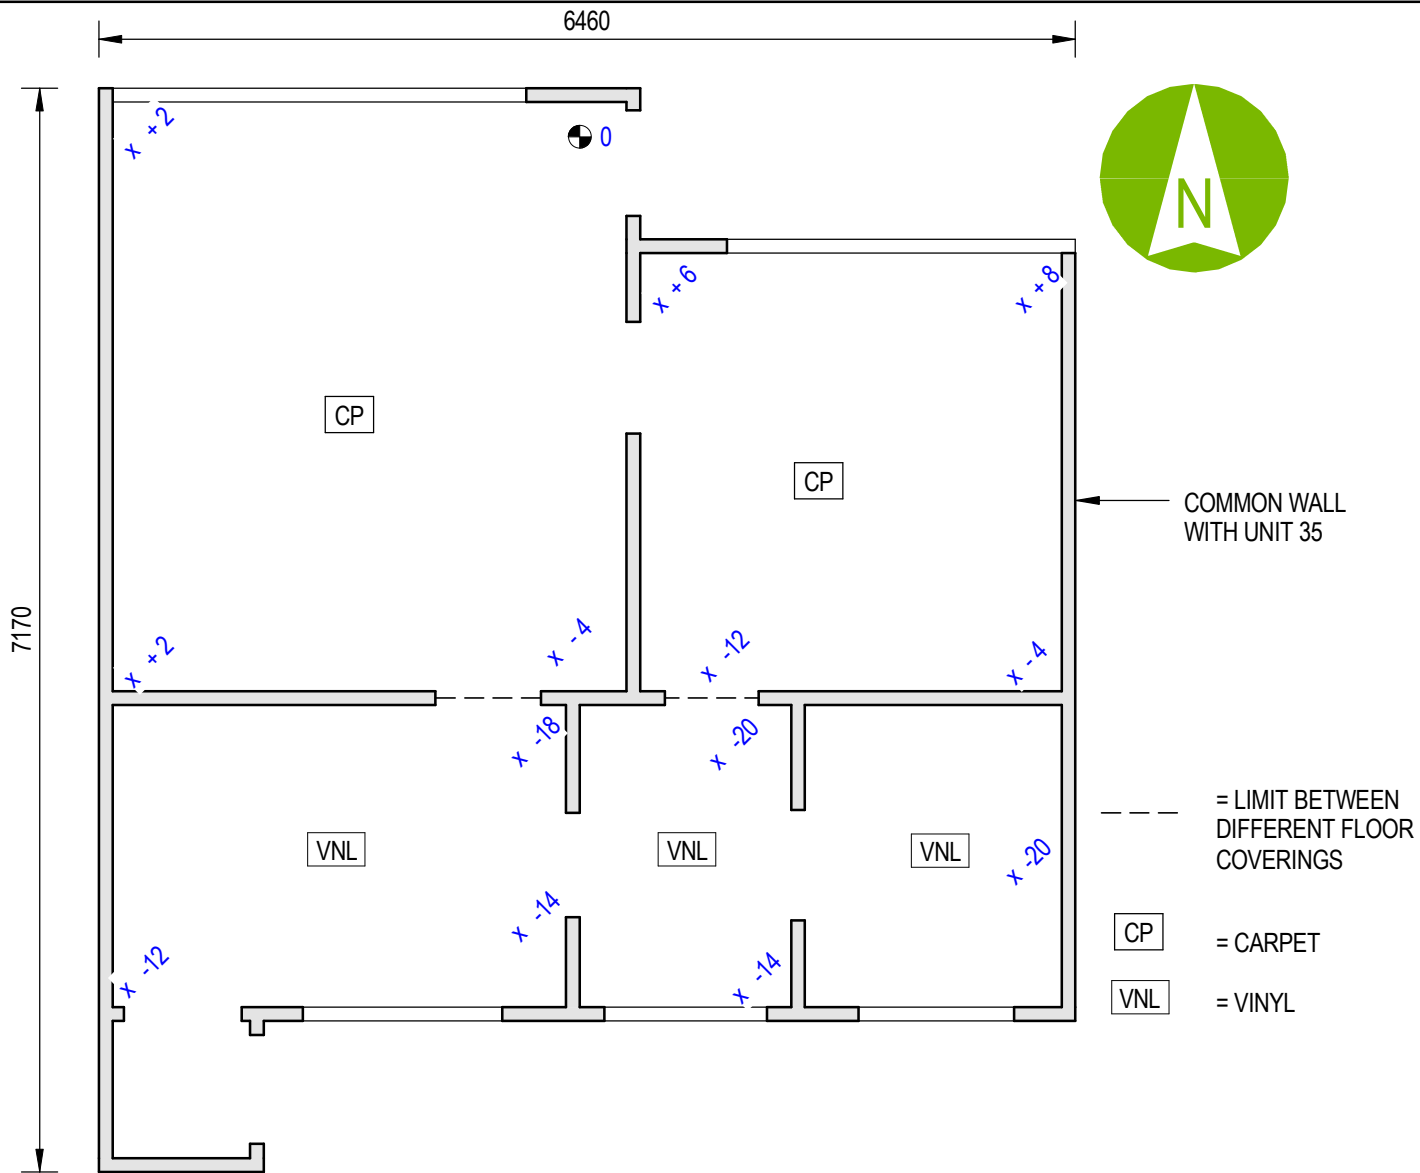 6460
x +2
0
N
x +6
x +8
CP
CP
COMMON WALL
WITH UNIT 35
7170
x +2
x -4
x -12
x -4
x -18
x -20
= LIMIT BETWEEN
DIFFERENT FLOOR
COVERINGS
VNL
VNL
VNL
x -20
x -14
CP
= CARPET
x -12
x -14
VNL
= VINYL